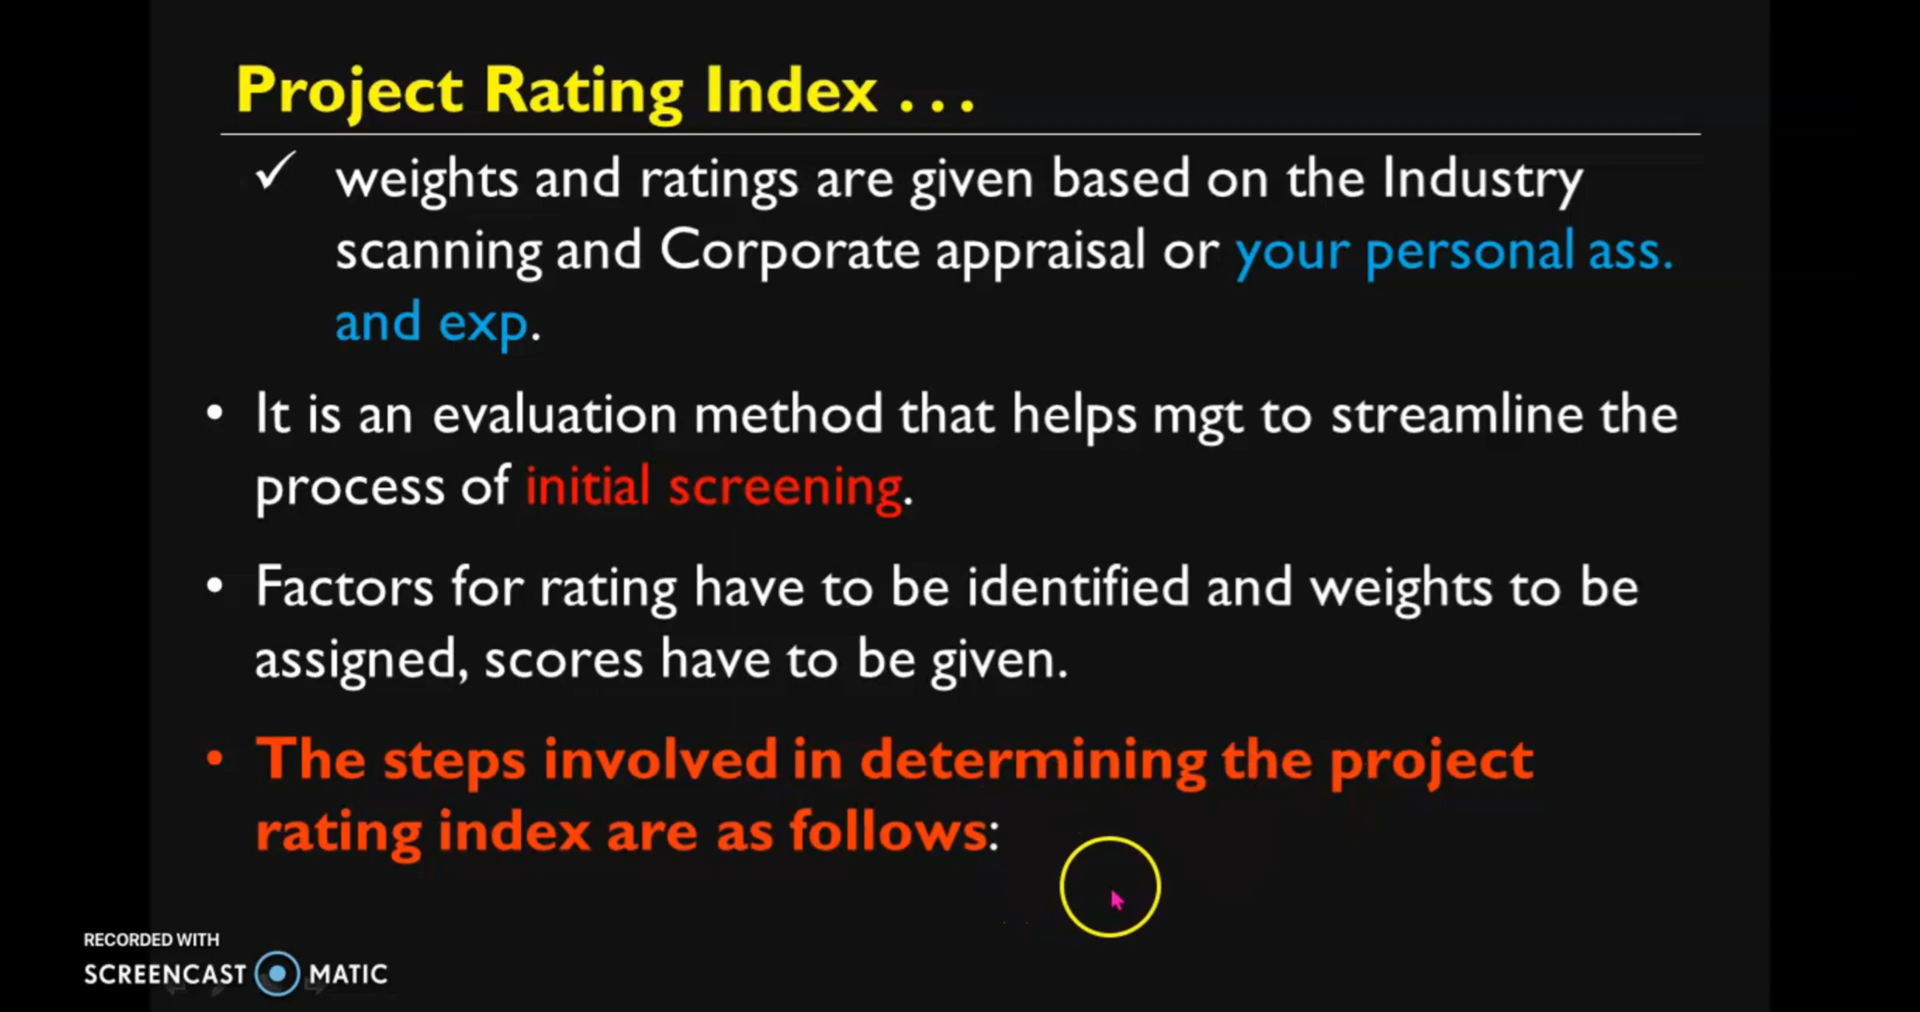 Project Rating Index . . .
✓ weights and ratings are given based on the Industry
scanning and Corporate appraisal or your personal ass.
and exp.
• It is an evaluation method that helps mgt to streamline the
process of initial screening.
• Factors for rating have to be identified and weights to be
assigned, scores have to be given.
• The steps involved in determining the project
rating index are as follows:
RECORDED WITH
SCREENCAST MATIC